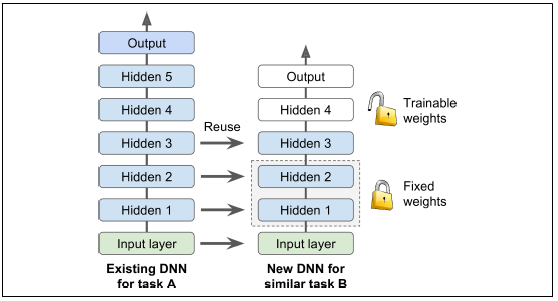 Output
Hidden 5
Hidden 4
Hidden 3
Hidden 2
Hidden 1
Input layer
Existing DNN
for task A
Reuse
Output
Hidden 4
Hidden 3
Hidden 2
Hidden 1
Input layer
New DNN for
similar task B
Trainable
weights
Fixed
weights